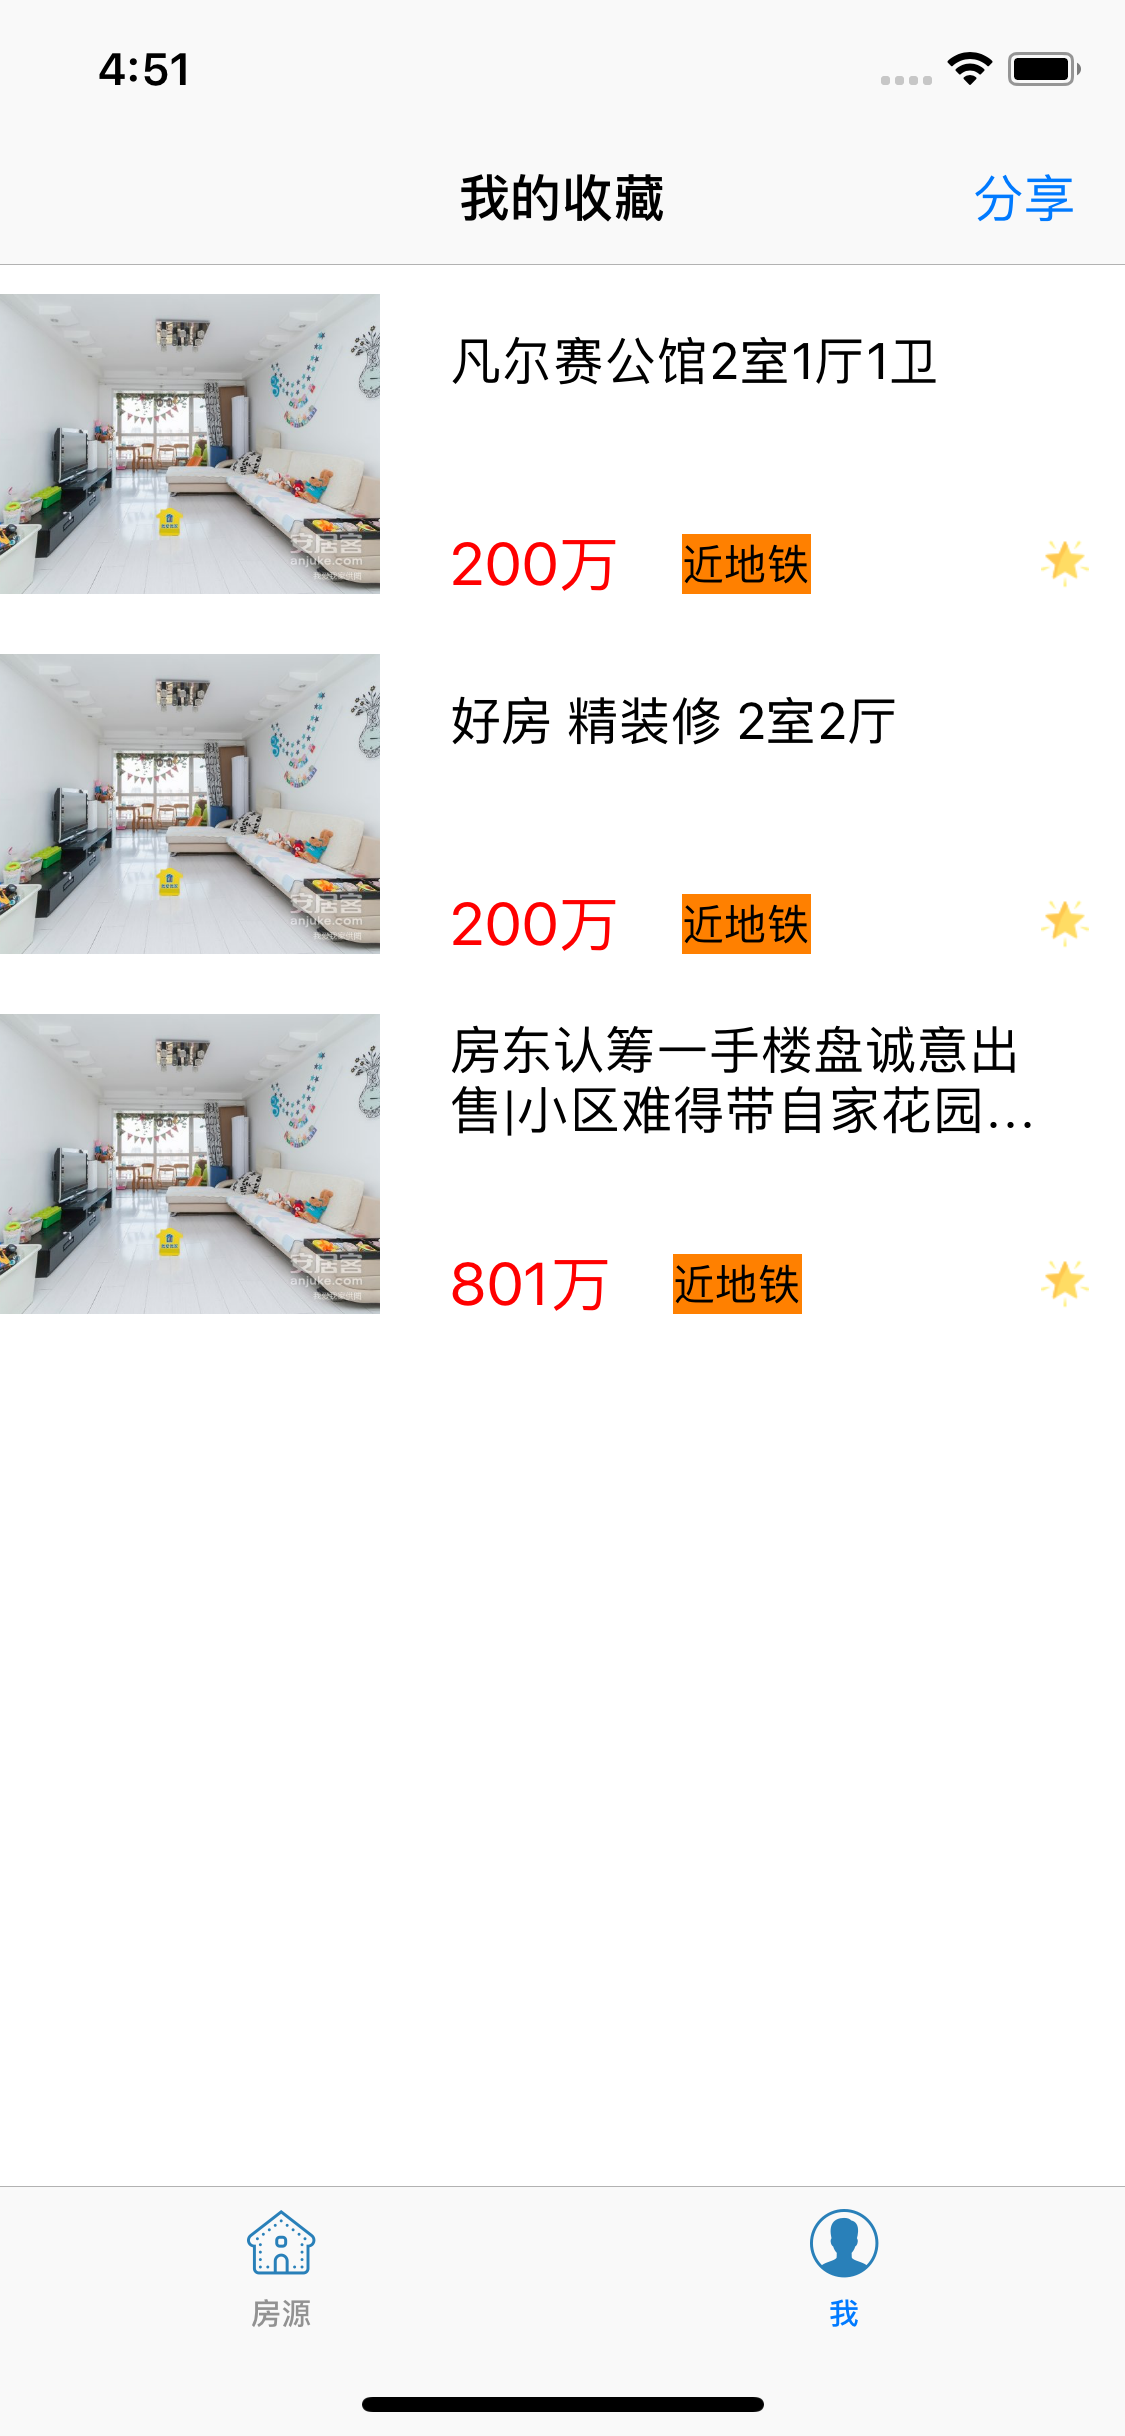 4:51
我的收藏
分享
凡尔赛公馆2室1厅1卫
200万
近地铁
安居客
anjuke.com
好房 精装修 2室2厅
200万
近地铁
安居客
anjuke.com
房东认筹一手楼盘诚意出
售|小区难得带自家花园...
801万
近地铁
安居客
anjuke.com
房源
我